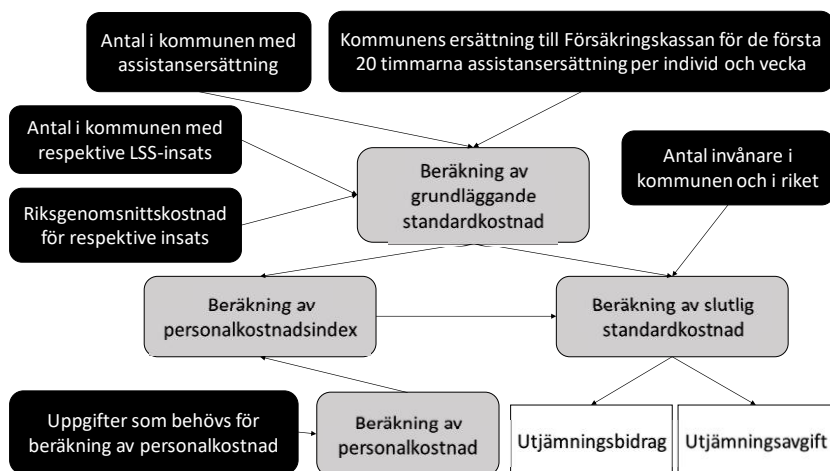 Antal i kommunen med
assistansersättning
Kommunens ersättning till Försäkringskassan för de första
20 timmarna assistansersättning per individ och vecka
Antal i kommunen med
respektive LSS-insats
Beräkning av
grundläggande
standardkostnad
Antal invånare i
kommunen och i riket
Riksgenomsnittskostnad
för respektive insats
Beräkning av
personalkostnadsindex
Beräkning av slutlig
standardkostnad
Uppgifter som behövs för
beräkning av personalkostnad
Beräkning av
personalkostnad
Utjämningsbidrag
Utjämningsavgift